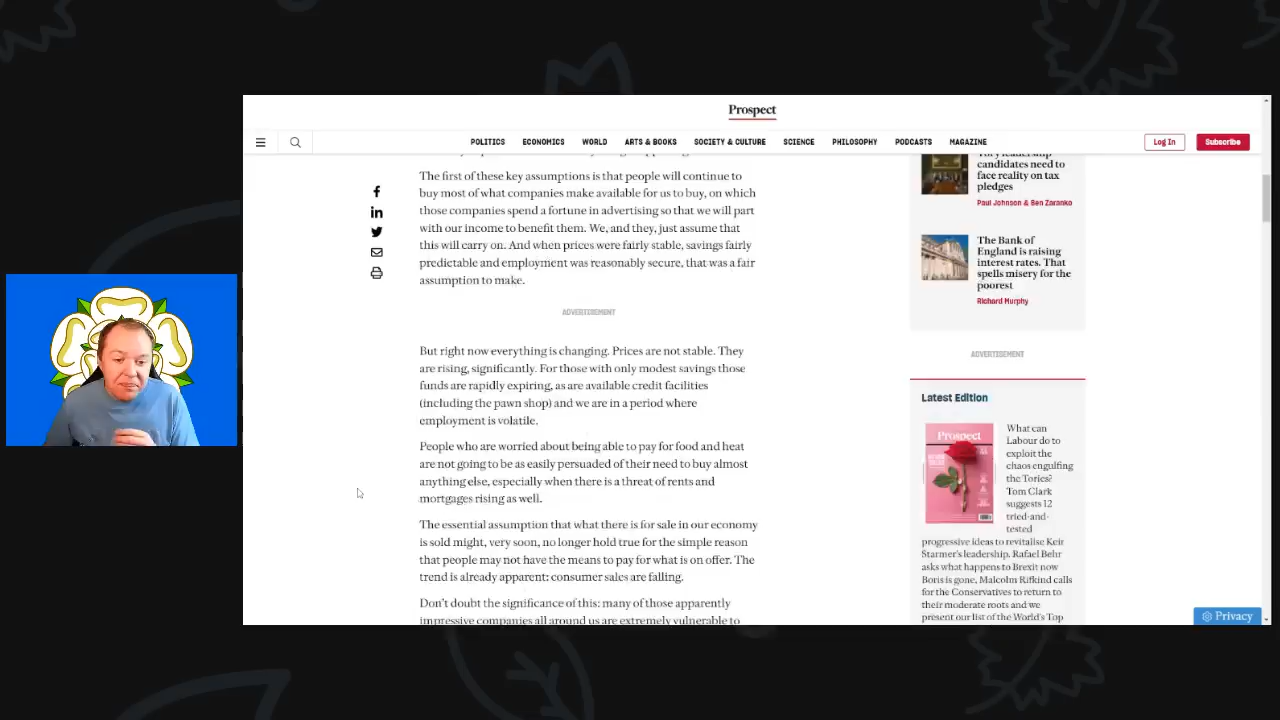 Prospect
POLITICS
ECONOMICS
WORLD
ARTS & BOOKS
SOCIETY & CULTURE
SCIENCE
PHILOSOPHY
PODCASTS
MAGAZINE
Log In
Subscribe
The first of these key assumptions is that people will continue to
buy most of what companies make available for us to buy, on which
those companies spend a fortune in advertising so that we will part
with our income to benefit them. We, and they, just assume that
this will carry on. And when prices were fairly stable, savings fairly
predictable and employment was reasonably secure, that was a fair
assumption to make.
ADVERTISEMENT
But right now everything is changing. Prices are not stable. They
are rising, significantly. For those with only modest savings those
funds are rapidly expiring, as are available credit facilities
(including the pawn shop) and we are in a period where
employment is volatile.
People who are worried about being able to pay for food and heat
are not going to be as easily persuaded of their need to buy almost
anything else, especially when there is a threat of rents and
mortgages rising as well.
The essential assumption that what there is for sale in our economy
is sold might, very soon, no longer hold true for the simple reason
that people may not have the means to pay for what is on offer. The
trend is already apparent: consumer sales are falling.
Don't doubt the significance of this: many of those apparently
impressive companies all around us are extremely vulnerable to
Tory leadership
candidates need to
face reality on tax
pledges
Paul Johnson & Ben Zaranko
The Bank of
England is raising
interest rates. That
spells misery for the
poorest
Richard Murphy
ADVERTISEMENT
Latest Edition
Prospect
What can
Labour do to
exploit the
chaos engulfing
the Tories?
Tom Clark
suggests 12
tried-and-
tested
progressive ideas to revitalise Keir
Starmer's leadership. Rafael Behr
asks what happens to Brexit now
Boris is gone, Malcolm Rifkind calls
for the Conservatives to return to
their moderate roots and we
present our list of the World's Top
Privacy